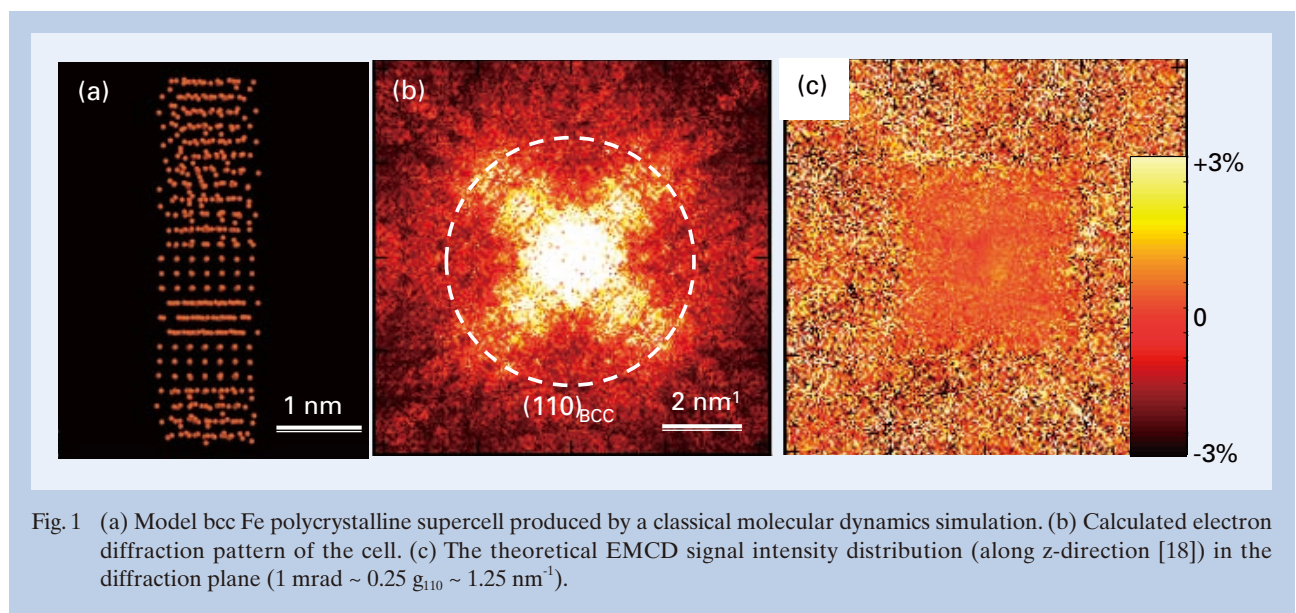 (a)
1 nm
(b)
(110)BCC
2 nm-1
(c)
+3%
0
-3%
Fig. 1 (a) Model bcc Fe polycrystalline supercell produced by a classical molecular dynamics simulation. (b) Calculated electron
diffraction pattern of the cell. (c) The theoretical EMCD signal intensity distribution (along z-direction [18]) in the
diffraction plane (1 mrad ~ 0.25 g110 ~ 1.25 nm-1).